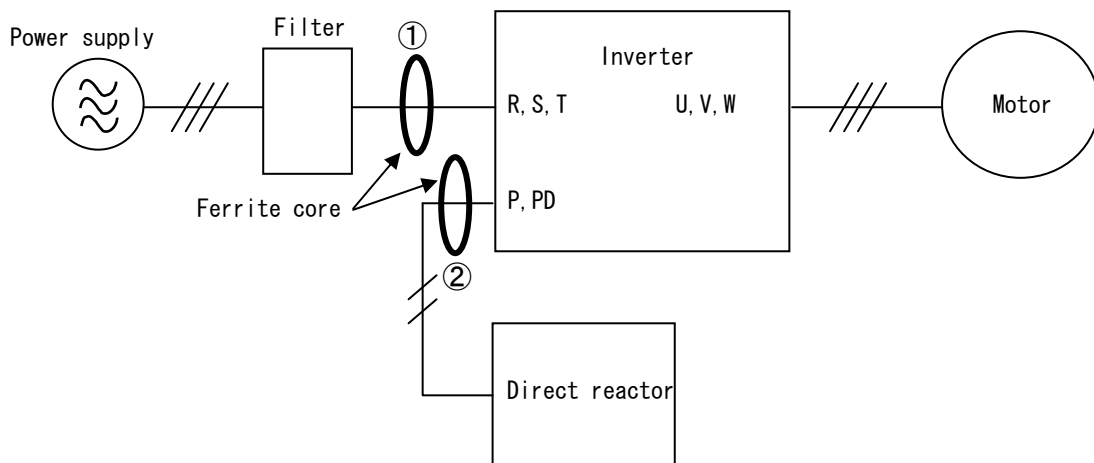 Power supply
Filter
①
Inverter
R,S,T
U,V,W
Motor
Ferrite core
P,PD
②
Direct reactor